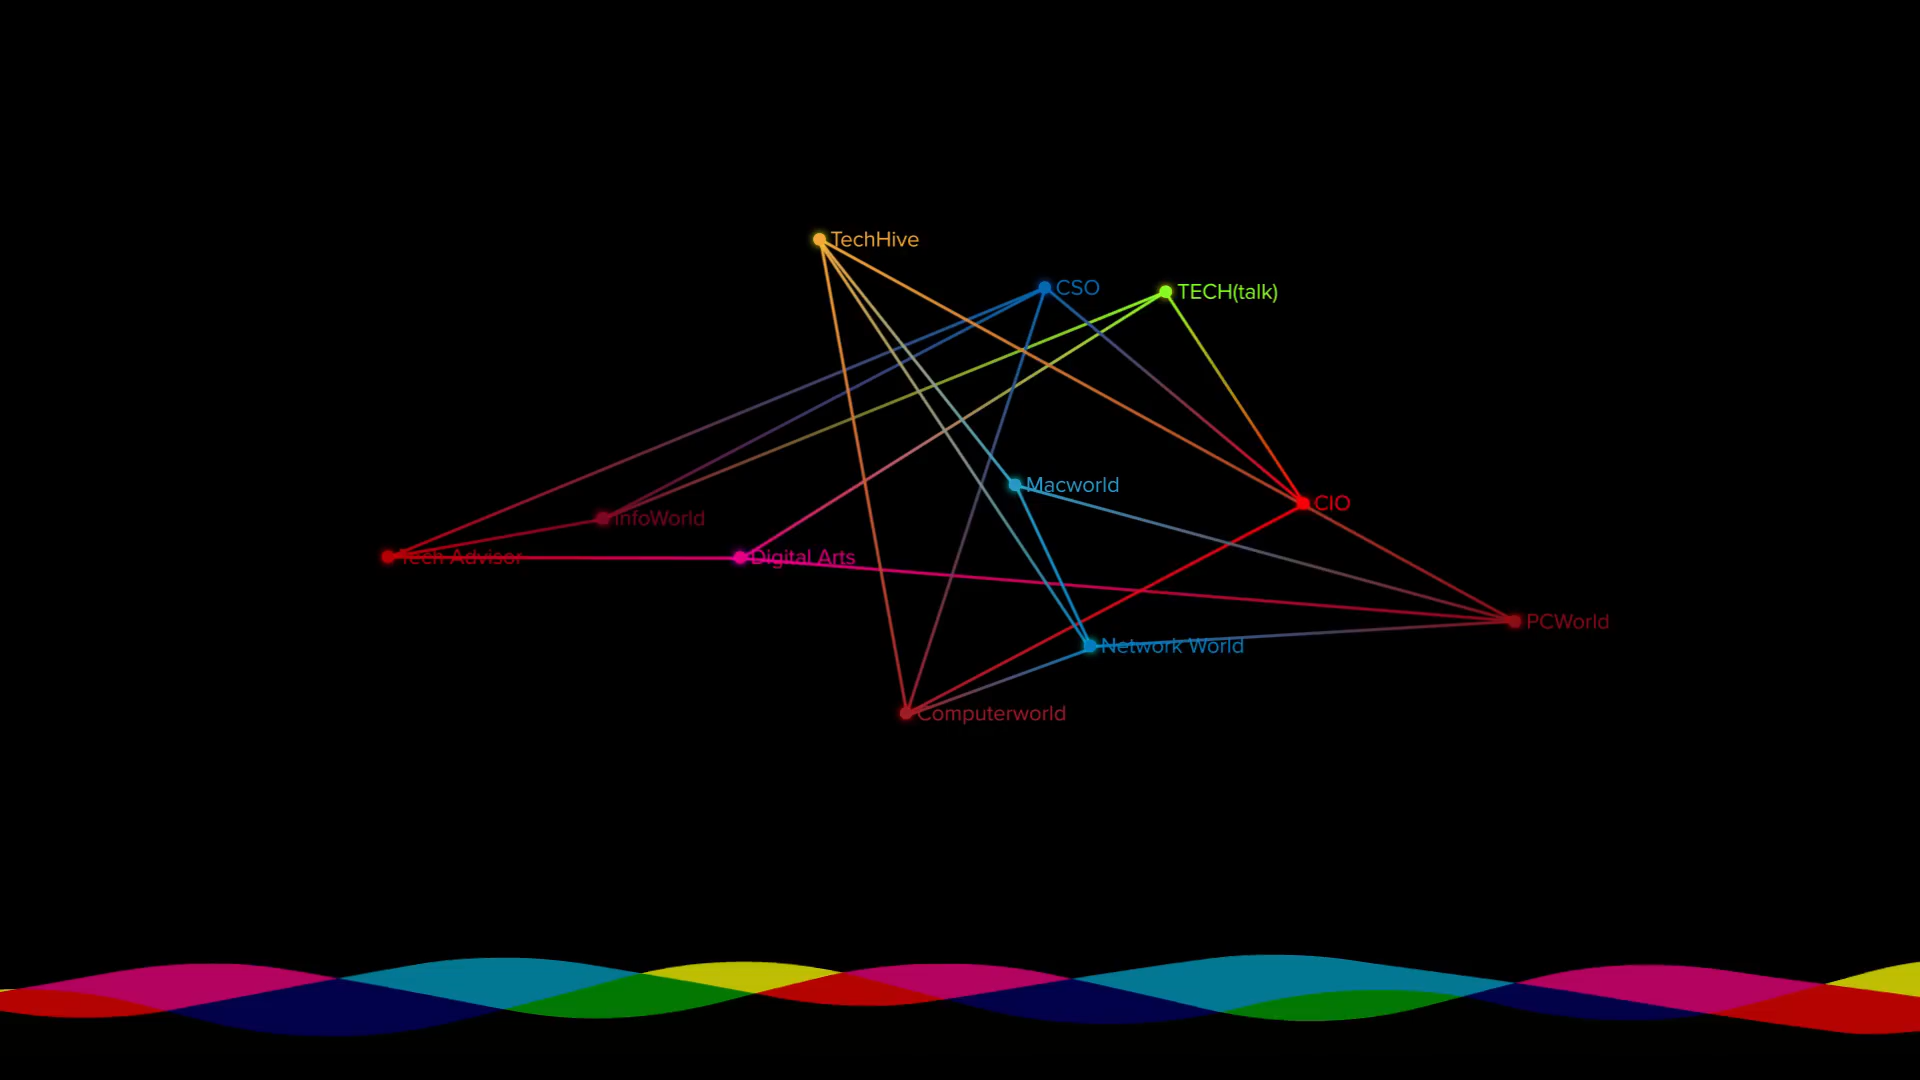 TechHive
CSO
TECH(talk)
Macworld
CIO
InfoWorld
Tech Advisor
Digital Arts
PCWorld
Network World
Computerworld